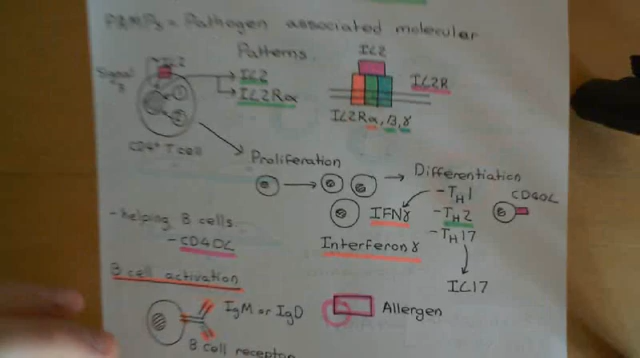 PAMPs = Pathogen associated molecular
Patterns
IL2
Signal
3
IL2
IL2Rα
CD4+ T cell
IL2
IL2R
IL2Rα, β, γ
Proliferation
Differentiation
- TH1
- TH2
- TH17
CD40L
IFNγ
Interferon γ
IL17
- helping B cells
- CD40L
B cell activation
IgM or IgD
B cell receptor
Allergen